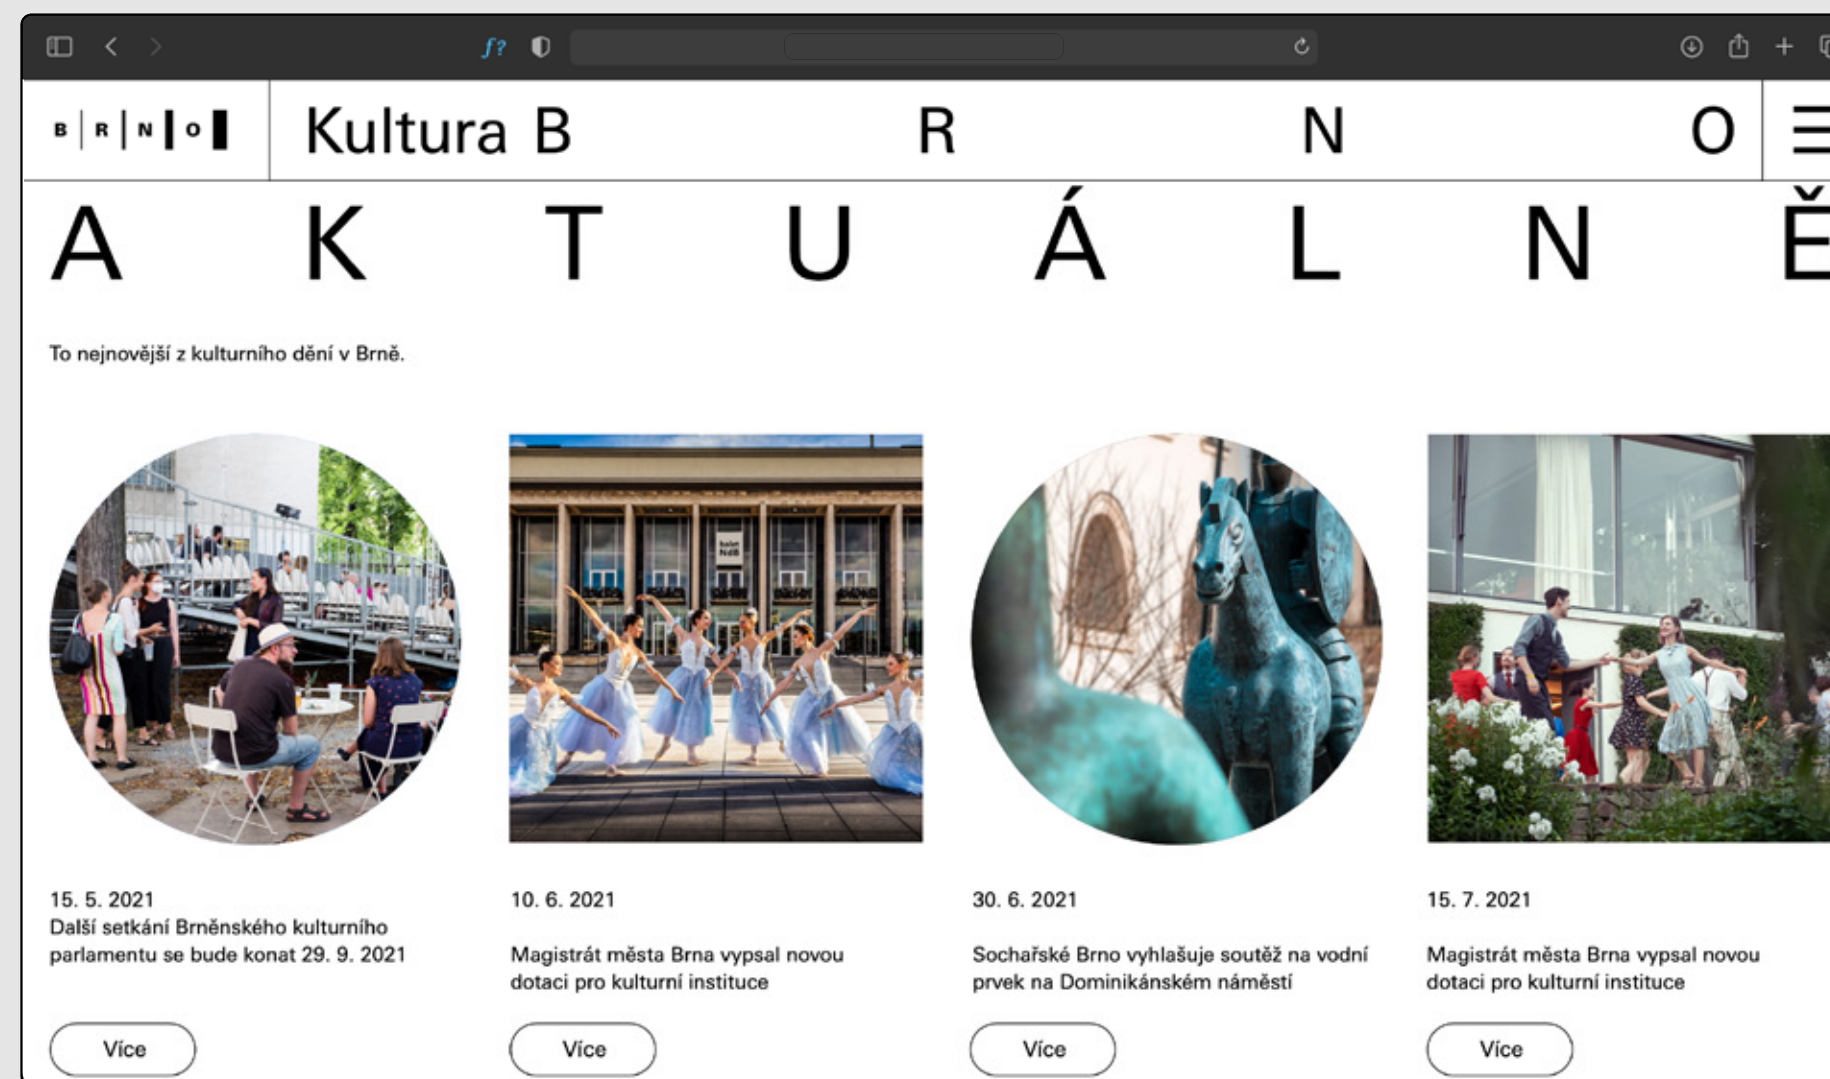 f?
B R N O
Kultura B R N O
A K T U Á L N Ě
To nejnovější z kulturního dění v Brně.
balet
NdB
15. 5. 2021
Další setkání Brněnského kulturního
parlamentu se bude konat 29. 9. 2021
Více
10. 6. 2021
Magistrát města Brna vypsal novou
dotaci pro kulturní instituce
Více
30. 6. 2021
Sochařské Brno vyhlašuje soutěž na vodní
prvek na Dominikánském náměstí
Více
15. 7. 2021
Magistrát města Brna vypsal novou
dotaci pro kulturní instituce
Více